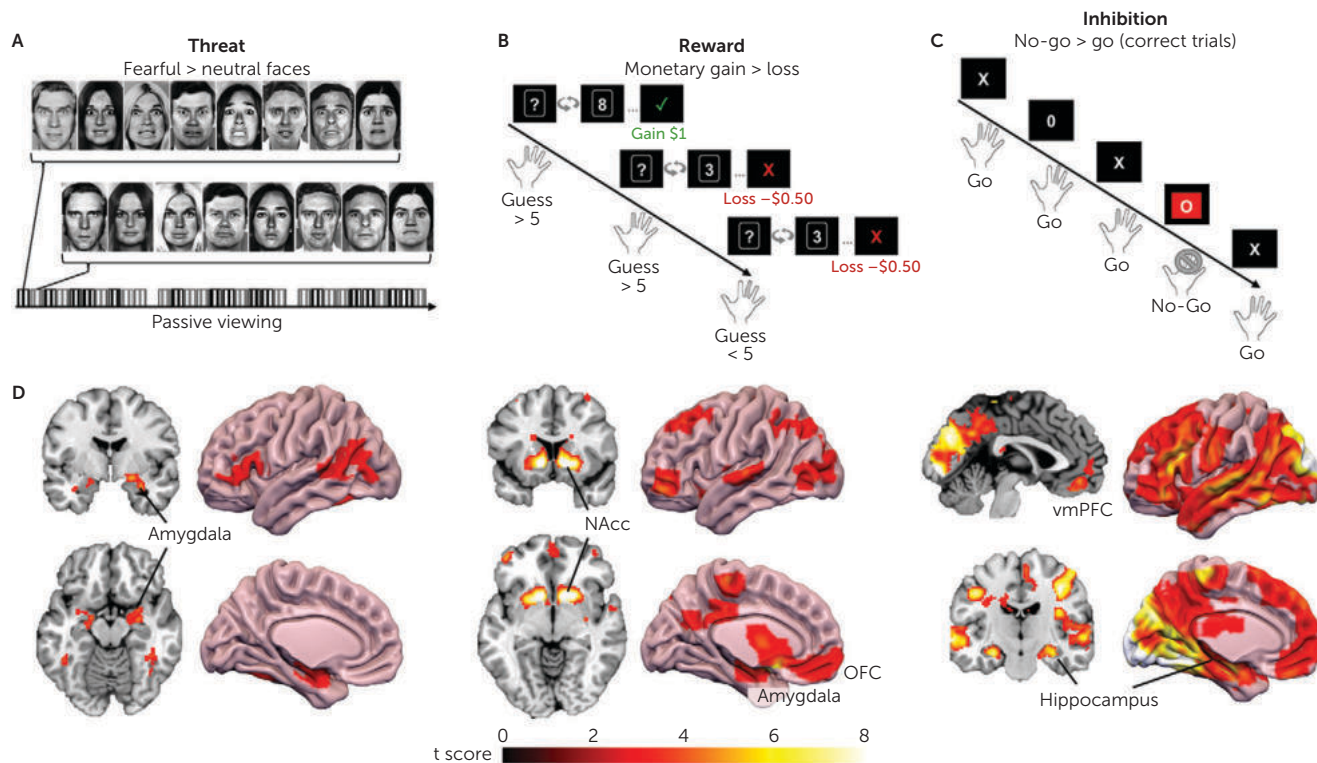 A
Threat
Fearful > neutral faces
Passive viewing
B
Reward
Monetary gain > loss
? 8 ... ✓
Gain $1
Guess
> 5
? 3 ... X
Loss –$0.50
Guess
> 5
? 3 ... X
Loss –$0.50
Guess
< 5
Inhibition
C
No-go > go (correct trials)
X
Go
0
Go
X
Go
O
No-Go
X
Go
D
Amygdala
NAcc
OFC
Amygdala
vmPFC
Hippocampus
0 2 4 6 8
t score